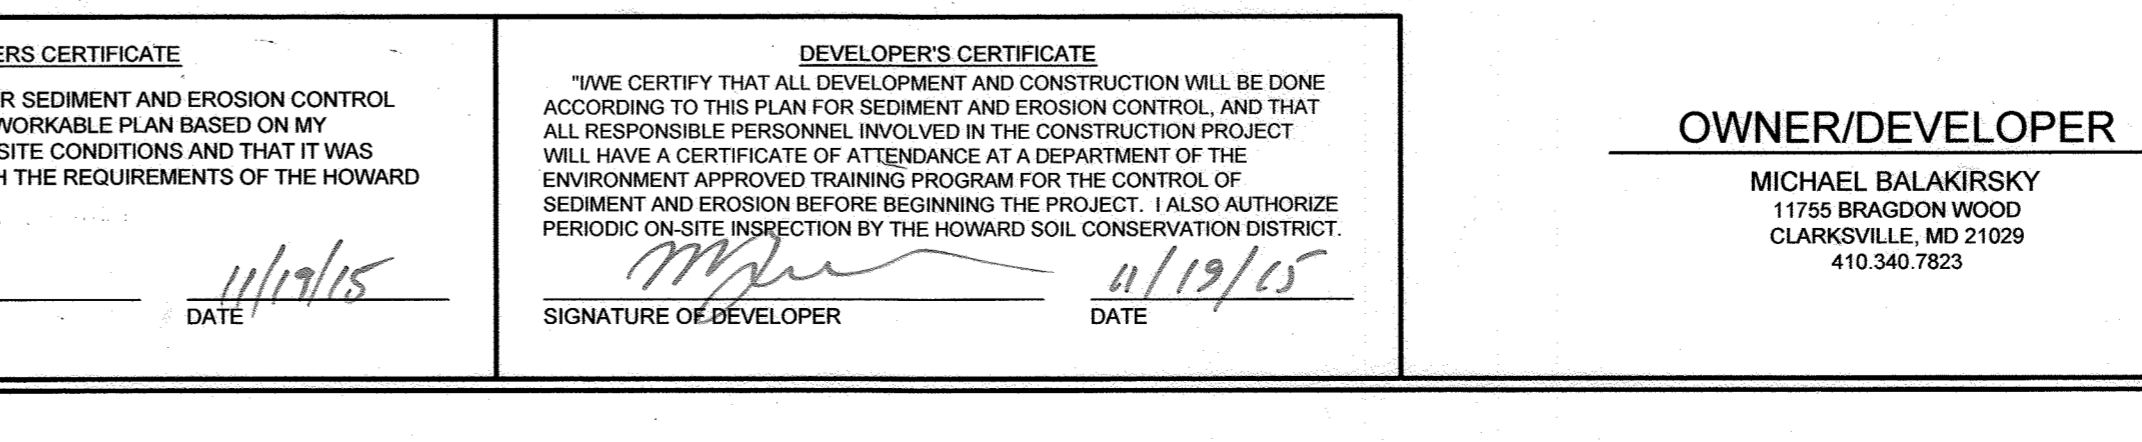 ERS CERTIFICATE
R SEDIMENT AND EROSION CONTROL
WORKABLE PLAN BASED ON MY
SITE CONDITIONS AND THAT IT WAS
H THE REQUIREMENTS OF THE HOWARD
11/19/15
DATE
DEVELOPER'S CERTIFICATE
"I/WE CERTIFY THAT ALL DEVELOPMENT AND CONSTRUCTION WILL BE DONE
ACCORDING TO THIS PLAN FOR SEDIMENT AND EROSION CONTROL, AND THAT
ALL RESPONSIBLE PERSONNEL INVOLVED IN THE CONSTRUCTION PROJECT
WILL HAVE A CERTIFICATE OF ATTENDANCE AT A DEPARTMENT OF THE
ENVIRONMENT APPROVED TRAINING PROGRAM FOR THE CONTROL OF
SEDIMENT AND EROSION BEFORE BEGINNING THE PROJECT. I ALSO AUTHORIZE
PERIODIC ON-SITE INSPECTION BY THE HOWARD SOIL CONSERVATION DISTRICT.
11/19/15
SIGNATURE OF DEVELOPER DATE
OWNER/DEVELOPER
MICHAEL BALAKIRSKY
11755 BRAGDON WOOD
CLARKSVILLE, MD 21029
410.340.7823